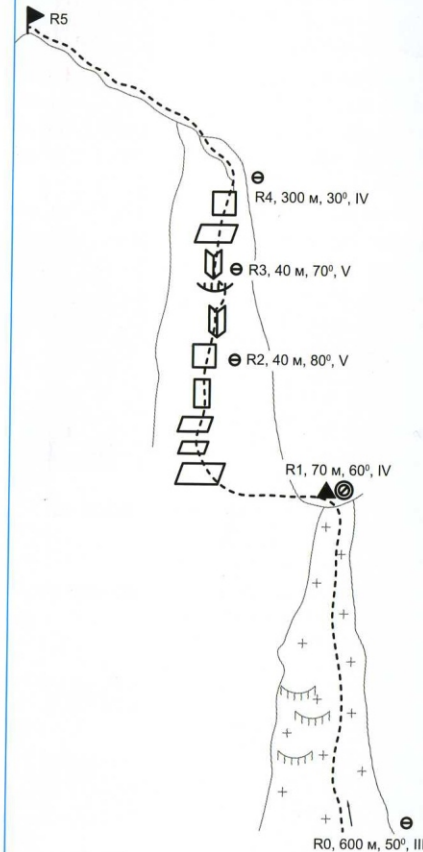 R5
R4, 300 м, 30⁰, IV
R3, 40 м, 70⁰, V
R2, 40 м, 80⁰, V
R1, 70 м, 60⁰, IV
R0, 600 м, 50⁰, III